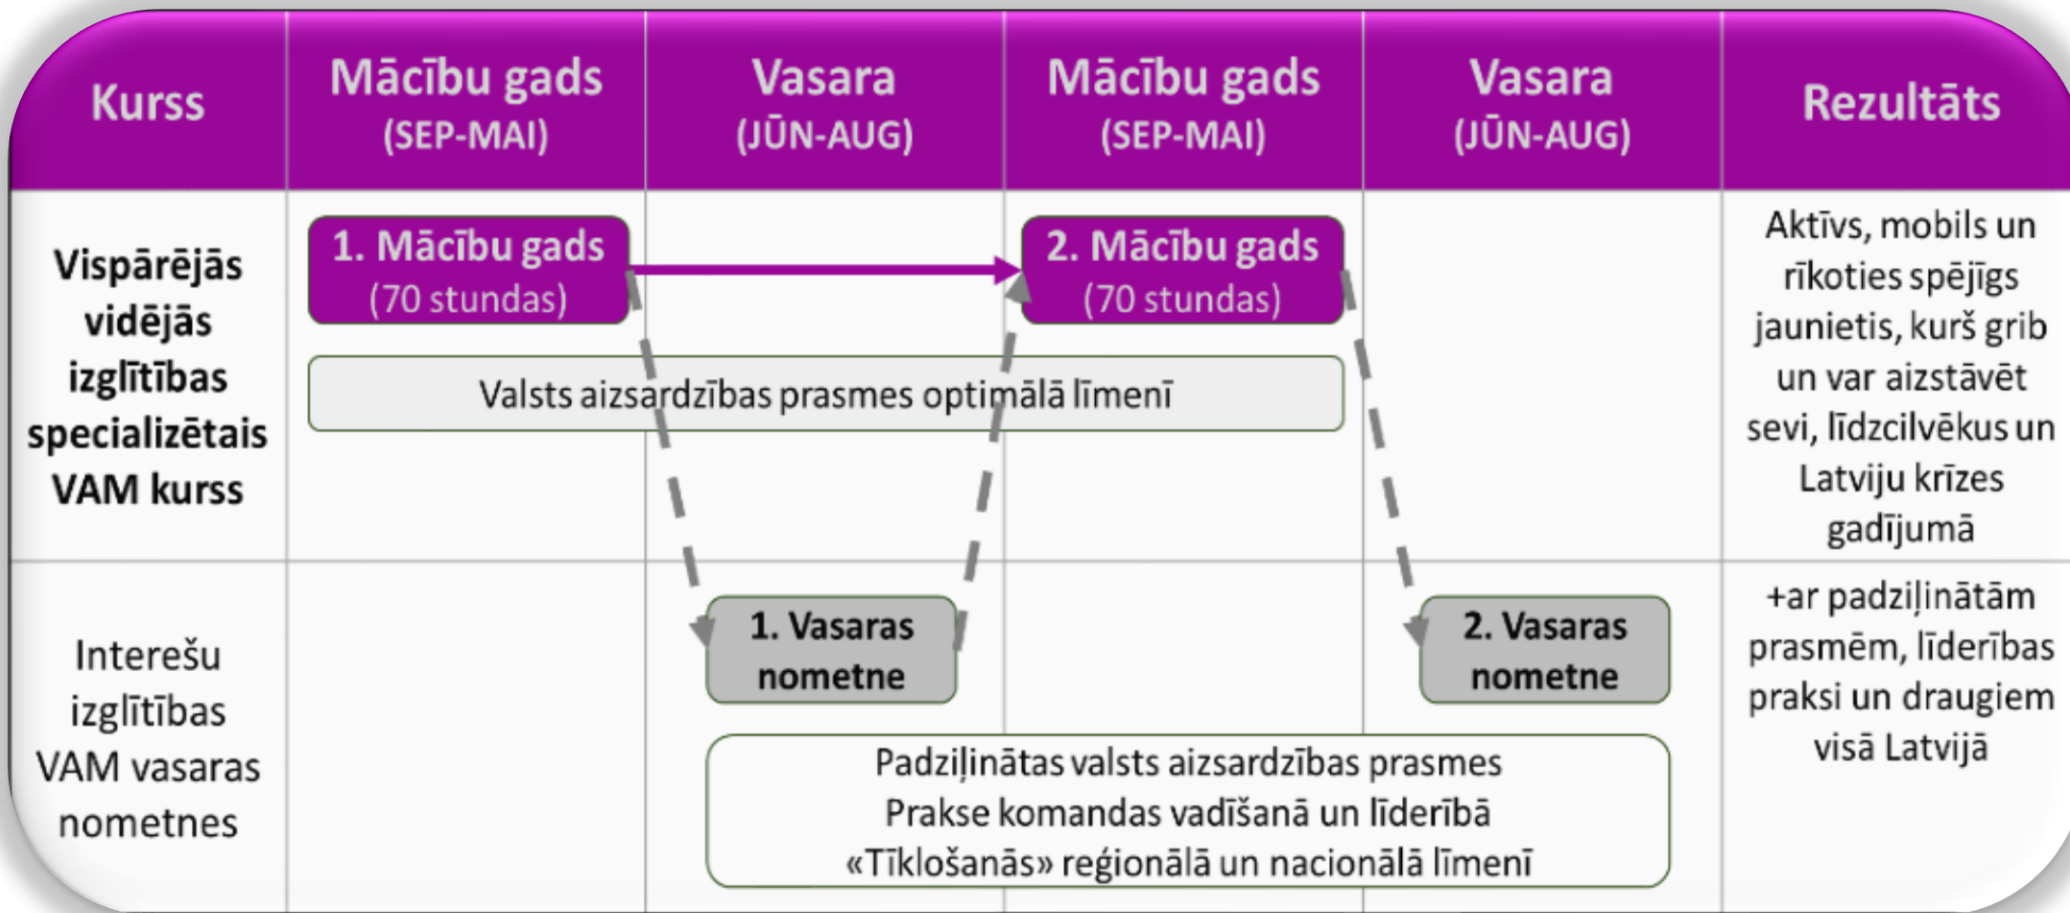 Kurss
Mācību gads
(SEP-MAI)
Vasara
(JŪN-AUG)
Mācību gads
(SEP-MAI)
Vasara
(JŪN-AUG)
Rezultāts
Vispārējās
vidējās
izglītības
specializētais
VAM kurss
1. Mācību gads
(70 stundas)
2. Mācību gads
(70 stundas)
Valsts aizsardzības prasmes optimālā līmenī
Aktīvs, mobils un
rīkoties spējīgs
jaunietis, kurš grib
un var aizstāvēt
sevi, līdzcilvēkus un
Latviju krīzes
gadījumā
Interešu
izglītības
VAM vasaras
nometnes
1. Vasaras
nometne
2. Vasaras
nometne
Padziļinātas valsts aizsardzības prasmes
Prakse komandas vadīšanā un līderībā
«Tīklošanās» reģionālā un nacionālā līmenī
+ar padziļinātām
prasmēm, līderības
praksi un draugiem
visā Latvijā